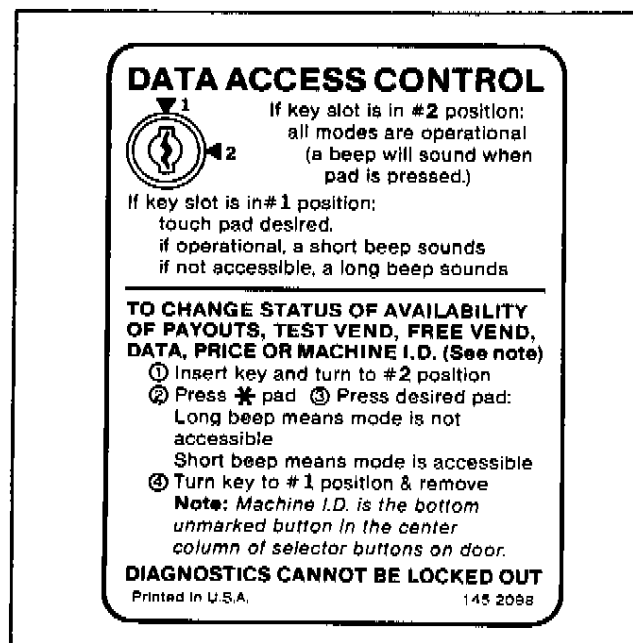 DATA ACCESS CONTROL
1
If key slot is in #2 position:
all modes are operational
2
(a beep will sound when
pad is pressed.)
If key slot is in#1 position:
touch pad desired.
if operational, a short beep sounds
if not accessible, a long beep sounds
TO CHANGE STATUS OF AVAILABILITY
OF PAYOUTS, TEST VEND, FREE VEND,
DATA, PRICE OR MACHINE I.D. (See note)
① Insert key and turn to #2 position
② Press ✱ pad ③ Press desired pad:
Long beep means mode is not
accessible
Short beep means mode is accessible
④ Turn key to #1 position & remove
Note: Machine I.D. is the bottom
unmarked button in the center
column of selector buttons on door.
DIAGNOSTICS CANNOT BE LOCKED OUT
Printed in U.S.A. 145 2098